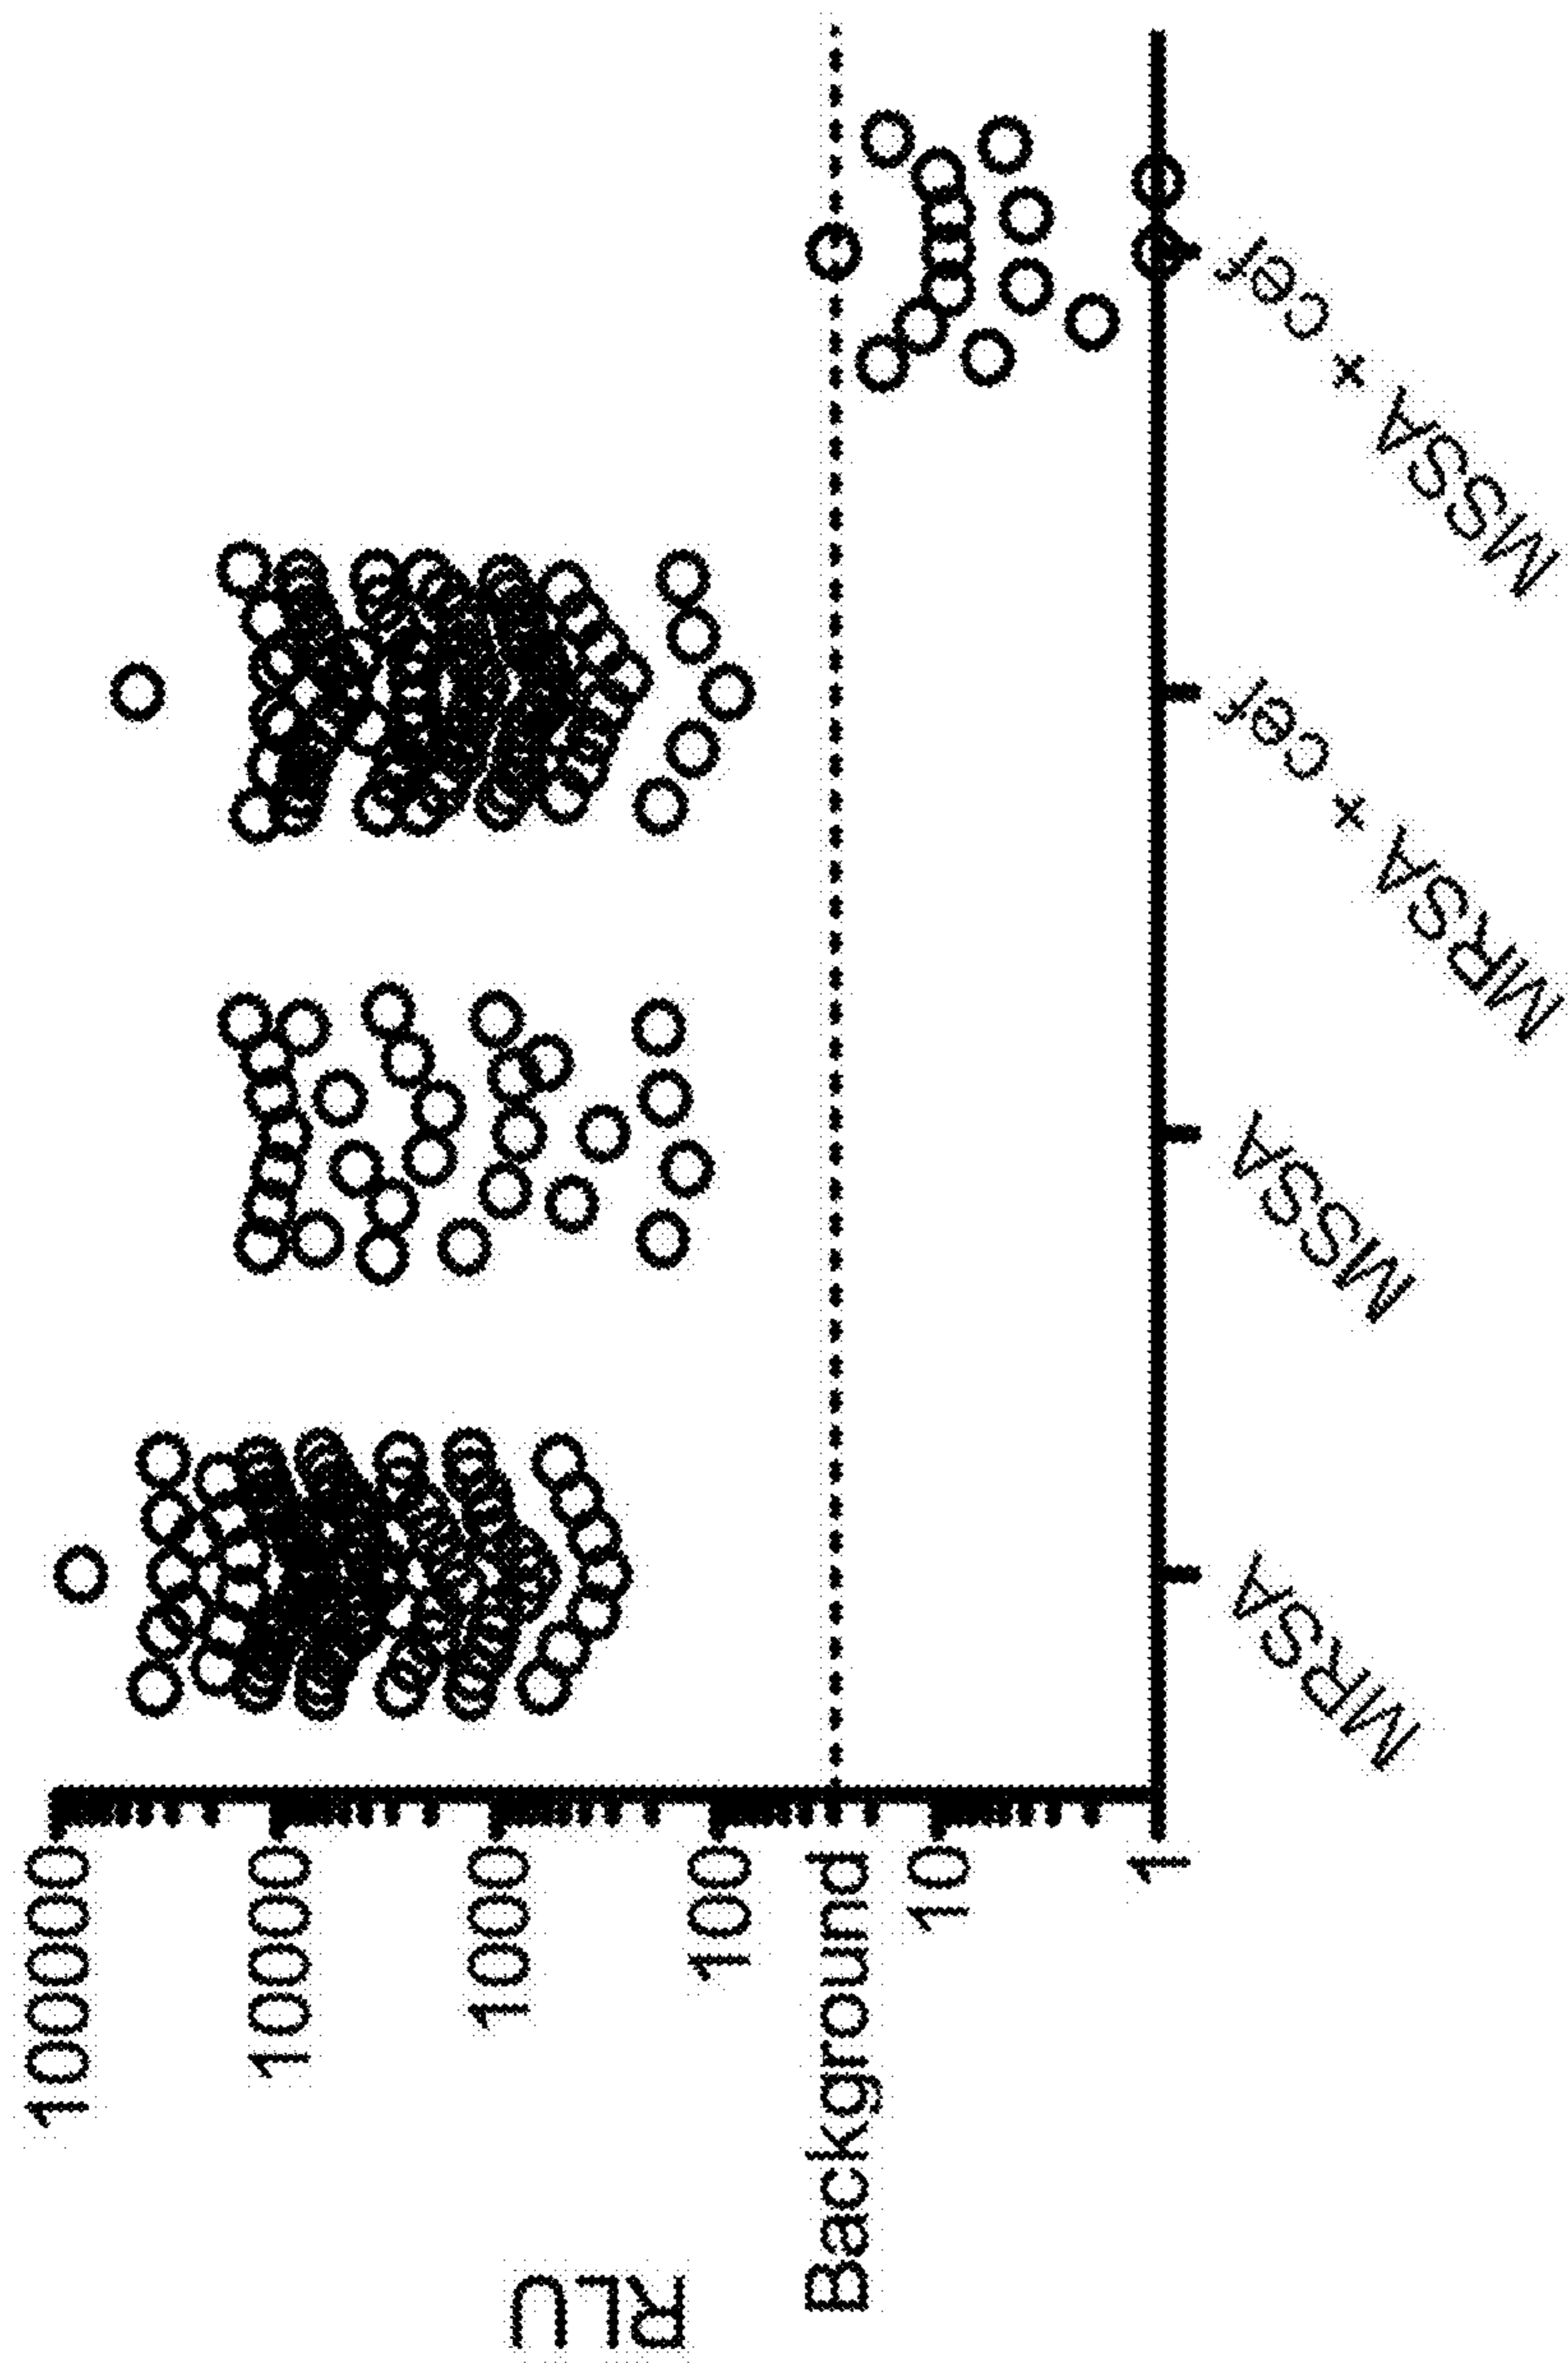 RLU
100000
10000
1000
100
Background
10
1
MRSA
MSSA
MRSA + cef
MSSA + cef